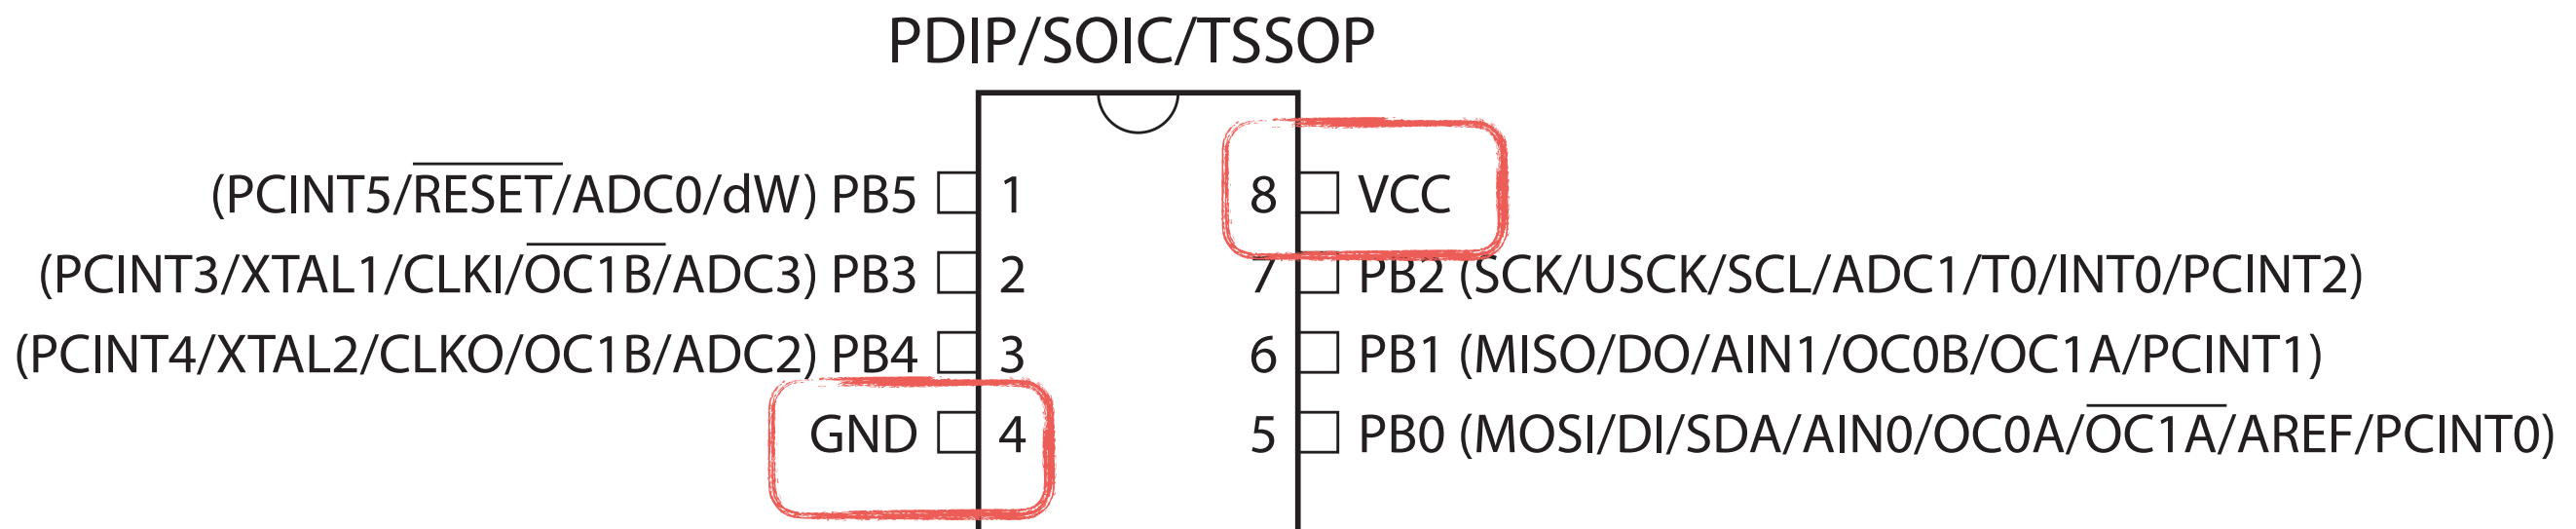 PDIP/SOIC/TSSOP
(PCINT5/RESET/ADC0/dW) PB5 1 8 VCC
(PCINT3/XTAL1/CLKI/OC1B/ADC3) PB3 2 7 PB2 (SCK/USCK/SCL/ADC1/T0/INT0/PCINT2)
(PCINT4/XTAL2/CLKO/OC1B/ADC2) PB4 3 6 PB1 (MISO/DO/AIN1/OC0B/OC1A/PCINT1)
GND 4 5 PB0 (MOSI/DI/SDA/AIN0/OC0A/OC1A/AREF/PCINT0)